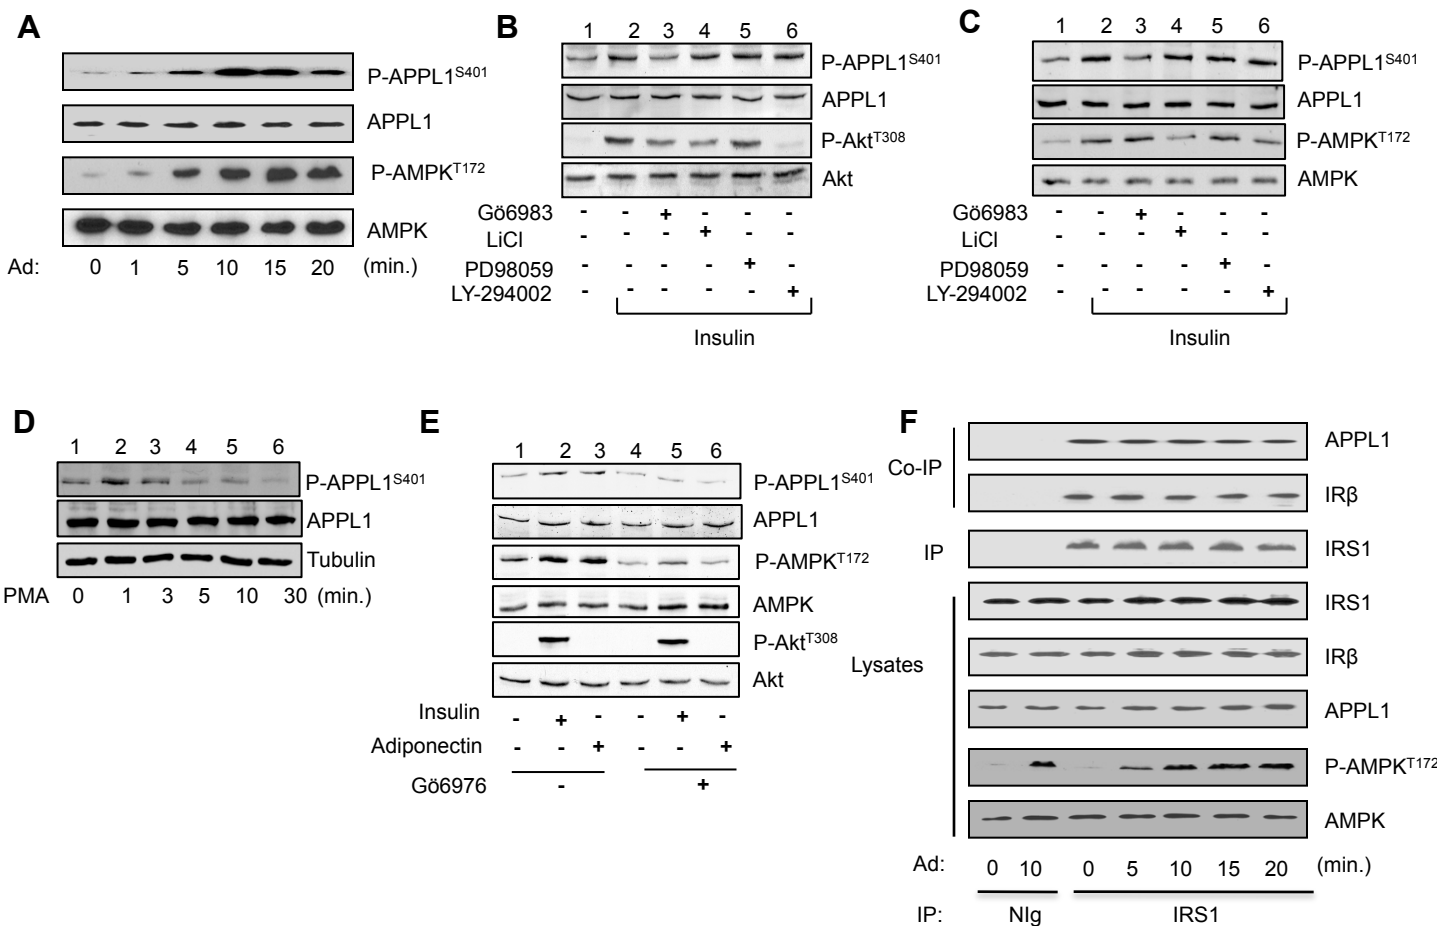 A
P-APPL1S401
APPL1
P-AMPKT172
AMPK
Ad: 0 1 5 10 15 20 (min.)
B
1 2 3 4 5 6
P-APPL1S401
APPL1
P-AktT308
Akt
Gö6983 - - + - - -
LiCl - - - + - -
PD98059 - - - - + -
LY-294002 - - - - - +
Insulin
C
1 2 3 4 5 6
P-APPL1S401
APPL1
P-AMPKT172
AMPK
Gö6983 - - + - - -
LiCl - - - + - -
PD98059 - - - - + -
LY-294002 - - - - - +
Insulin
D
1 2 3 4 5 6
P-APPL1S401
APPL1
Tubulin
PMA 0 1 3 5 10 30 (min.)
E
1 2 3 4 5 6
P-APPL1S401
APPL1
P-AMPKT172
AMPK
P-AktT308
Akt
Insulin - + - - + -
Adiponectin - - + - - +
Gö6976 - +
F
Co-IP
APPL1
IRβ
IP
IRS1
Lysates
IRS1
IRβ
APPL1
P-AMPKT172
AMPK
Ad: 0 10 0 5 10 15 20 (min.)
IP: NIg IRS1